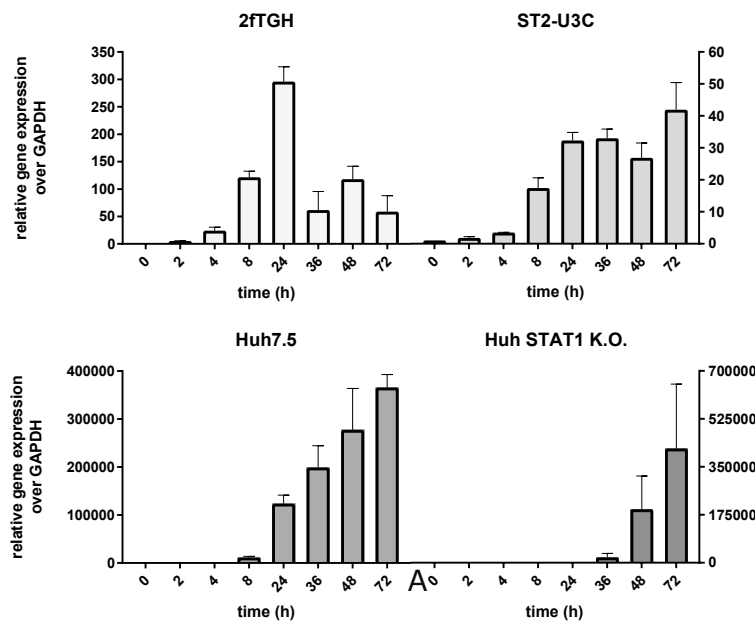 2fTGH
ST2-U3C
relative gene expression
over GAPDH
350
300
250
200
150
100
50
0
60
50
40
30
20
10
0
0 2 4 8 24 36 48 72
0 2 4 8 24 36 48 72
time (h)
time (h)
Huh7.5
Huh STAT1 K.O.
relative gene expression
over GAPDH
400000
300000
200000
100000
0
700000
525000
350000
175000
0
0 2 4 8 24 36 48 72
A
0 2 4 8 24 36 48 72
time (h)
time (h)